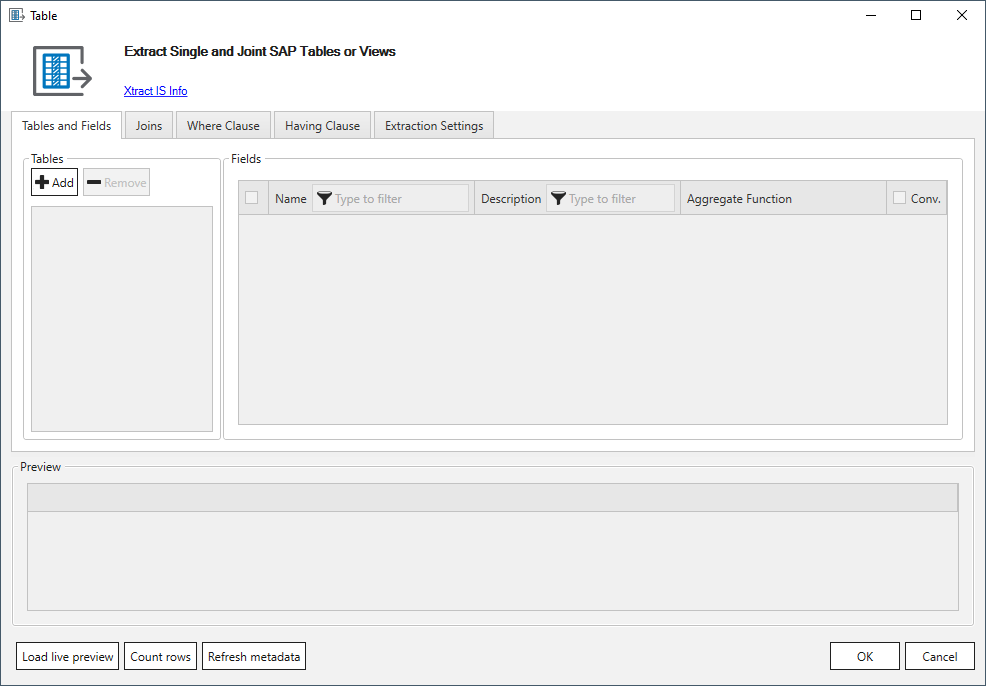 Table
Extract Single and Joint SAP Tables or Views
Xtract IS Info
Tables and Fields Joins Where Clause Having Clause Extraction Settings
Tables Fields
Add Remove
Name Type to filter Description Type to filter Aggregate Function Conv.
Preview
Load live preview Count rows Refresh metadata OK Cancel